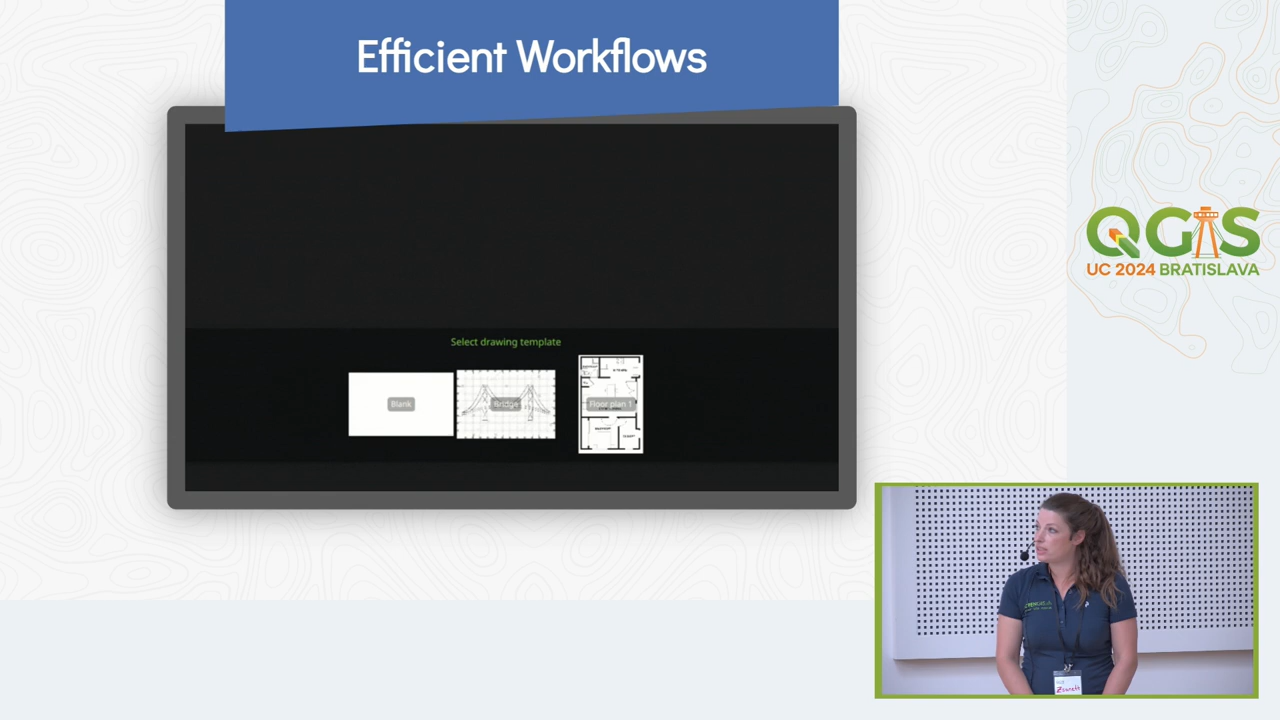 Efficient Workflows
Select drawing template
Blank
Bridge
Floor plan 1
QGIS
UC 2024 BRATISLAVA